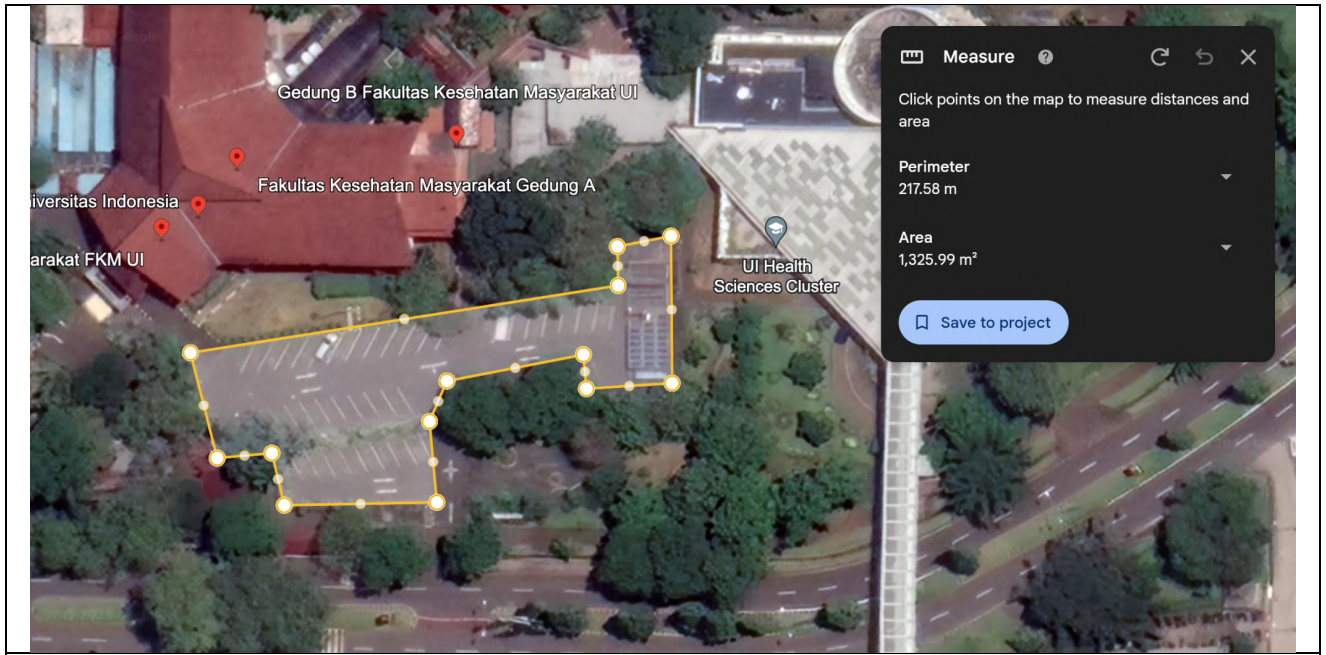 Gedung B Fakultas Kesehatan Masyarakat UI
Fakultas Kesehatan Masyarakat Gedung A
iversitas Indonesia
arakat FKM UI
UI Health
Sciences Cluster
Measure
Click points on the map to measure distances and
area
Perimeter
217.58 m
Area
1,325.99 m²
Save to project